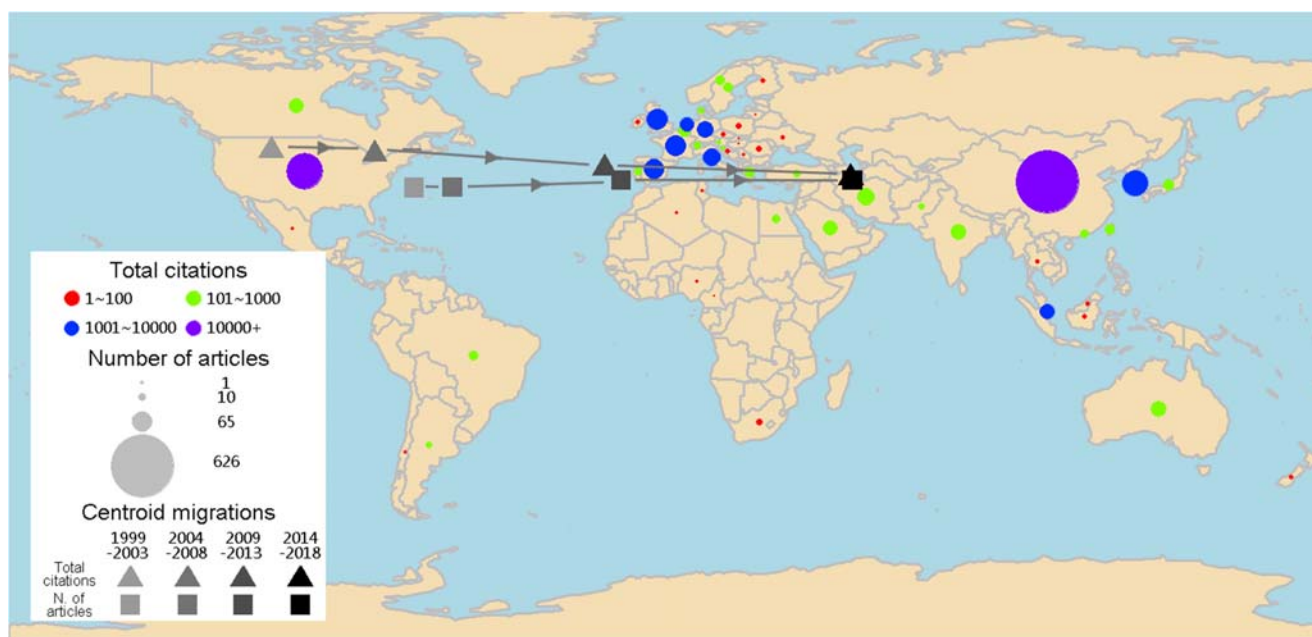 Total citations
1~100 101~1000
1001~10000 10000+
Number of articles
1
10
65
626
Centroid migrations
1999 2004 2009 2014
-2003 -2008 -2013 -2018
Total
citations
N. of
articles